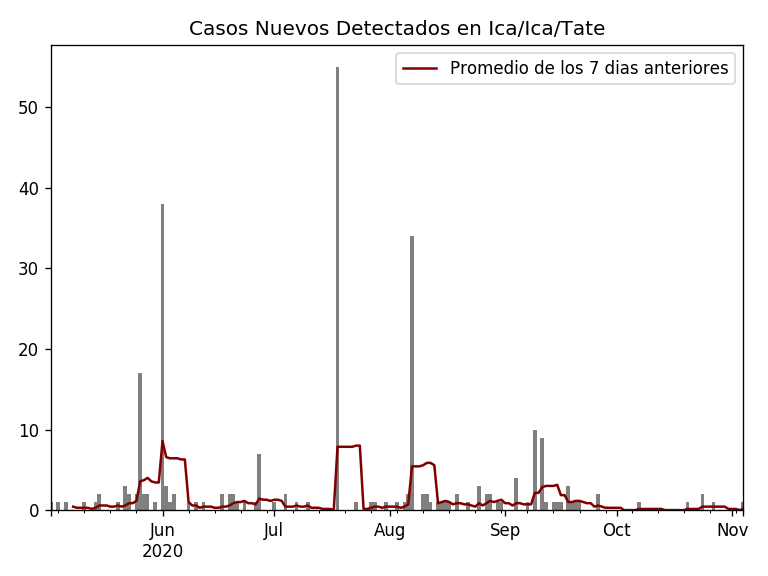 Casos Nuevos Detectados en Ica/Ica/Tate
Promedio de los 7 dias anteriores
50
40
30
20
10
0
Jun
2020
Jul
Aug
Sep
Oct
Nov